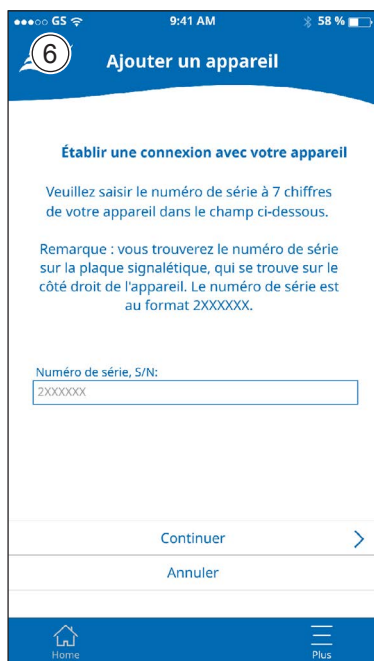 GS 9:41 AM 58 %
6
Ajouter un appareil
Établir une connexion avec votre appareil
Veuillez saisir le numéro de série à 7 chiffres
de votre appareil dans le champ ci-dessous.
Remarque : vous trouverez le numéro de série
sur la plaque signalétique, qui se trouve sur le
côté droit de l'appareil. Le numéro de série est
au format 2XXXXXX.
Numéro de série, S/N:
2XXXXXX
Continuer
Annuler
Home Plus